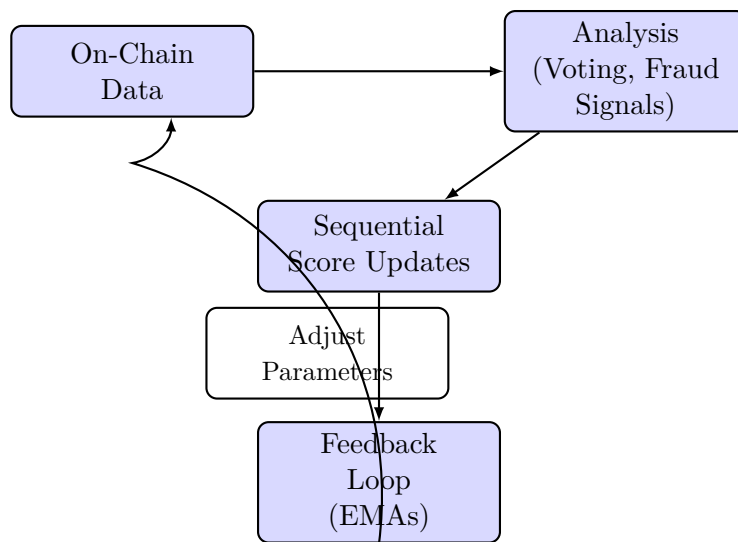 On-Chain
Data
Analysis
(Voting, Fraud
Signals)
Sequential
Score Updates
Adjust
Parameters
Feedback
Loop
(EMAs)